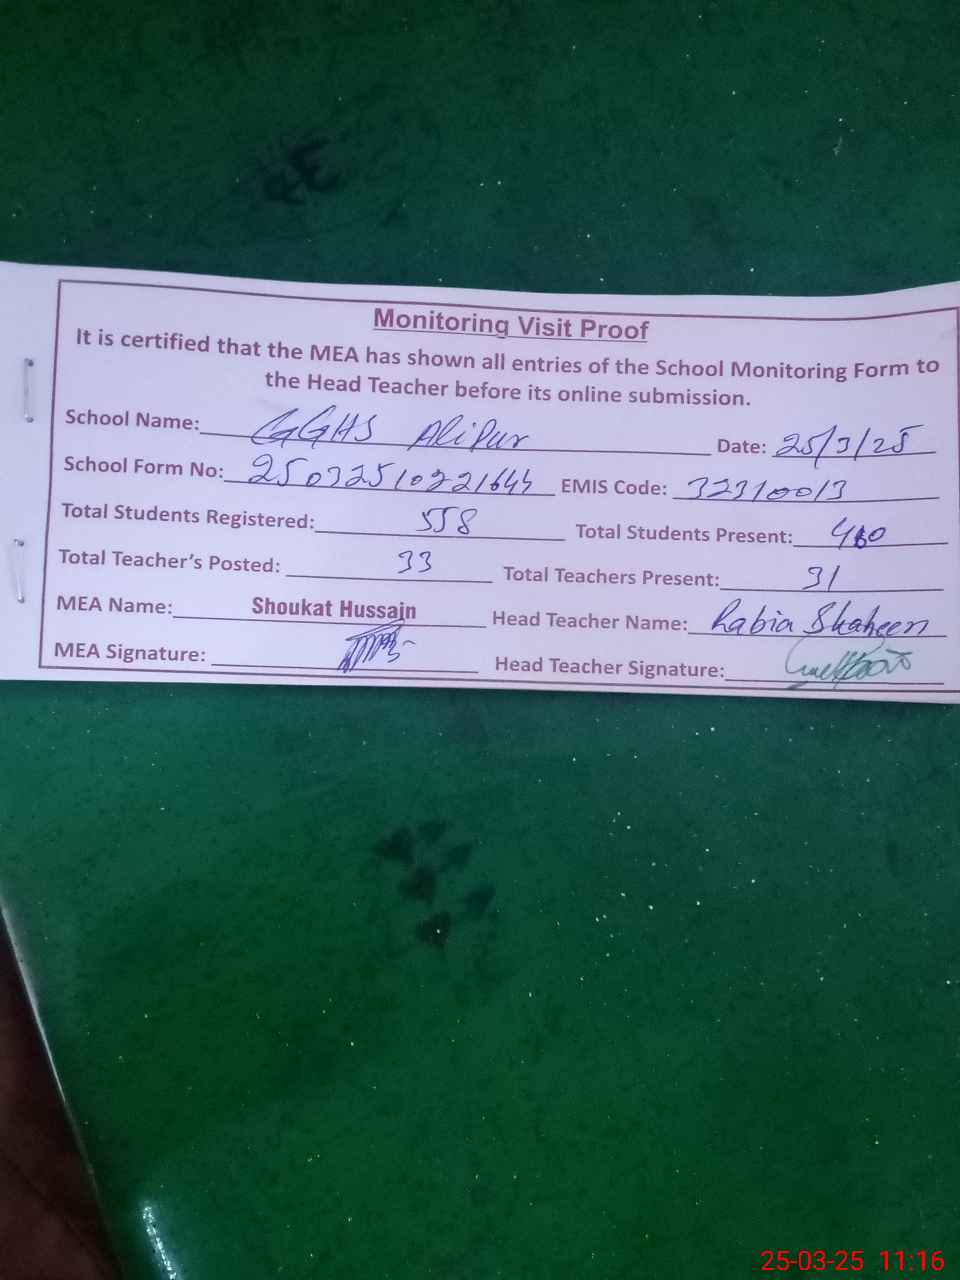 Monitoring Visit Proof
It is certified that the MEA has shown all entries of the School Monitoring Form to
the Head Teacher before its online submission.
School Name: GGHS Alipur Date: 25/3/25
School Form No: EMIS Code: 32310013
Total Students Registered: 558 Total Students Present: 460
Total Teacher's Posted: 33 Total Teachers Present: 31
MEA Name: Shoukat Hussain Head Teacher Name: Rabia Shaheen
MEA Signature: Head Teacher Signature:
25-03-25 11:16